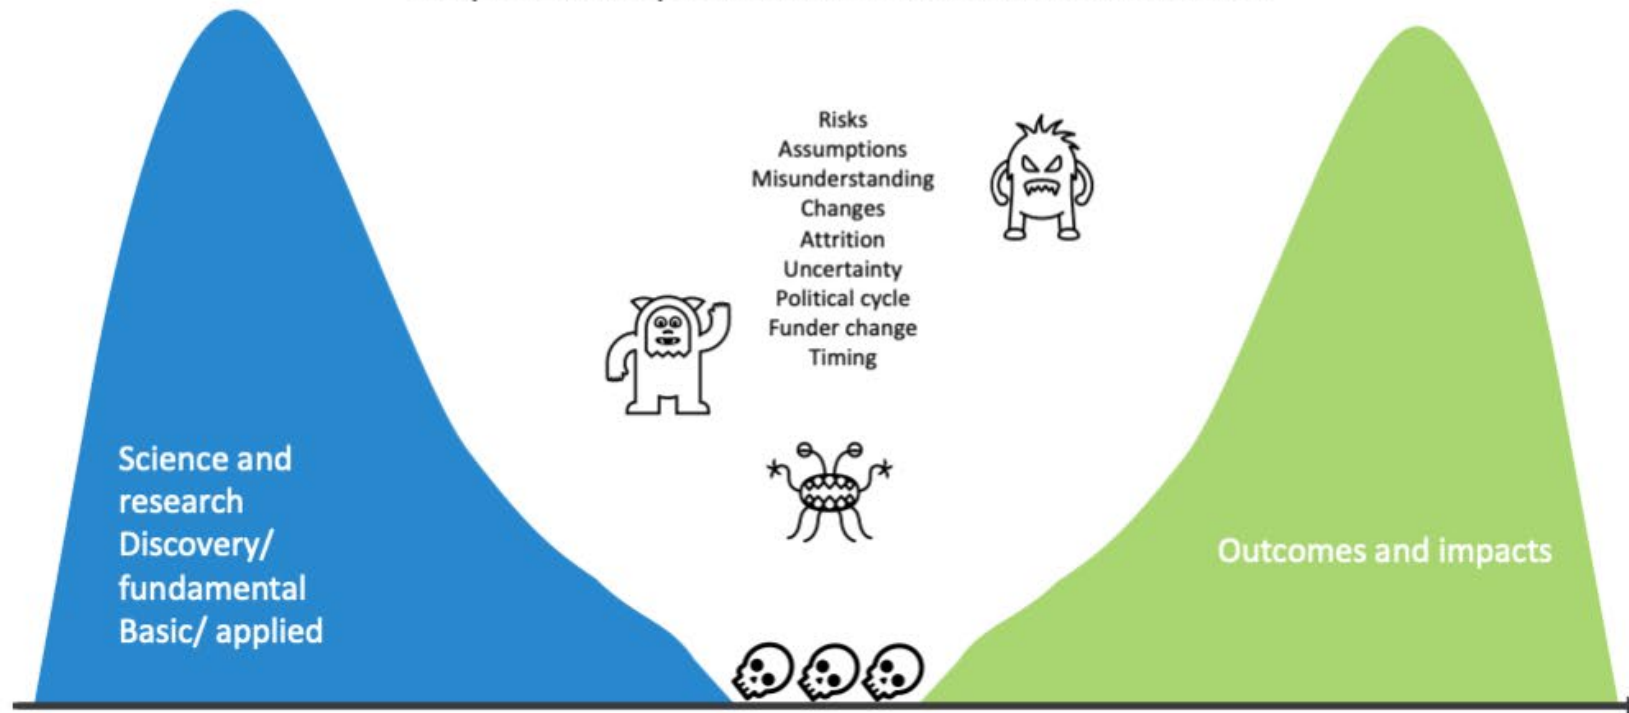 Science and
research
Discovery/
fundamental
Basic/ applied
Risks
Assumptions
Misunderstanding
Changes
Attrition
Uncertainty
Political cycle
Funder change
Timing
Outcomes and impacts